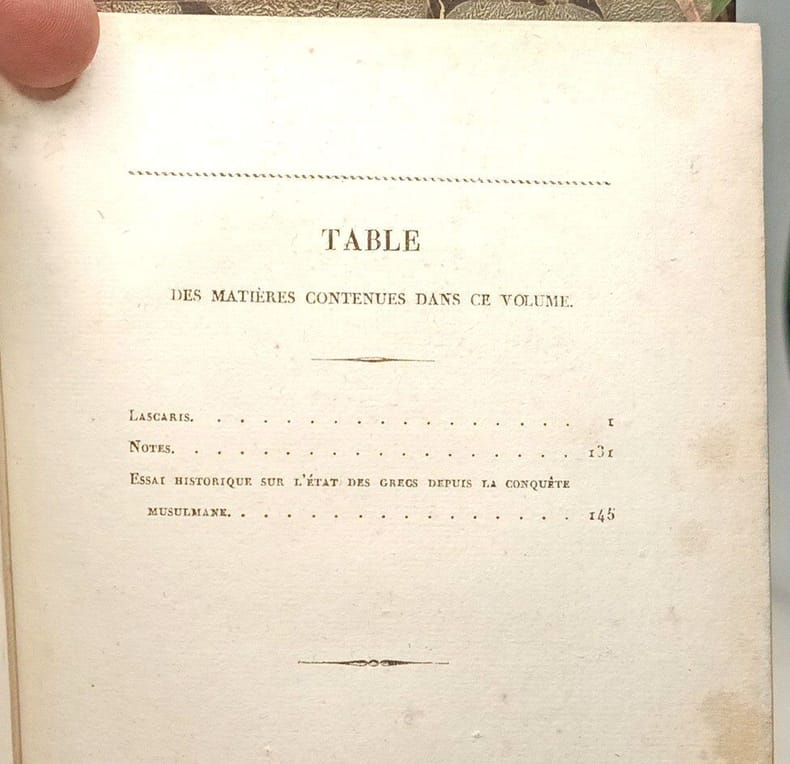 TABLE
DES MATIÈRES CONTENUES DANS CE VOLUME.
LASCARIS. . . . . . . . . . . . . . . . . . 1
NOTES. . . . . . . . . . . . . . . . . . . 131
ESSAI HISTORIQUE SUR L'ÉTAT DES GRECS DEPUIS LA CONQUÊTE
MUSULMANE. . . . . . . . . . . . . . . . 145